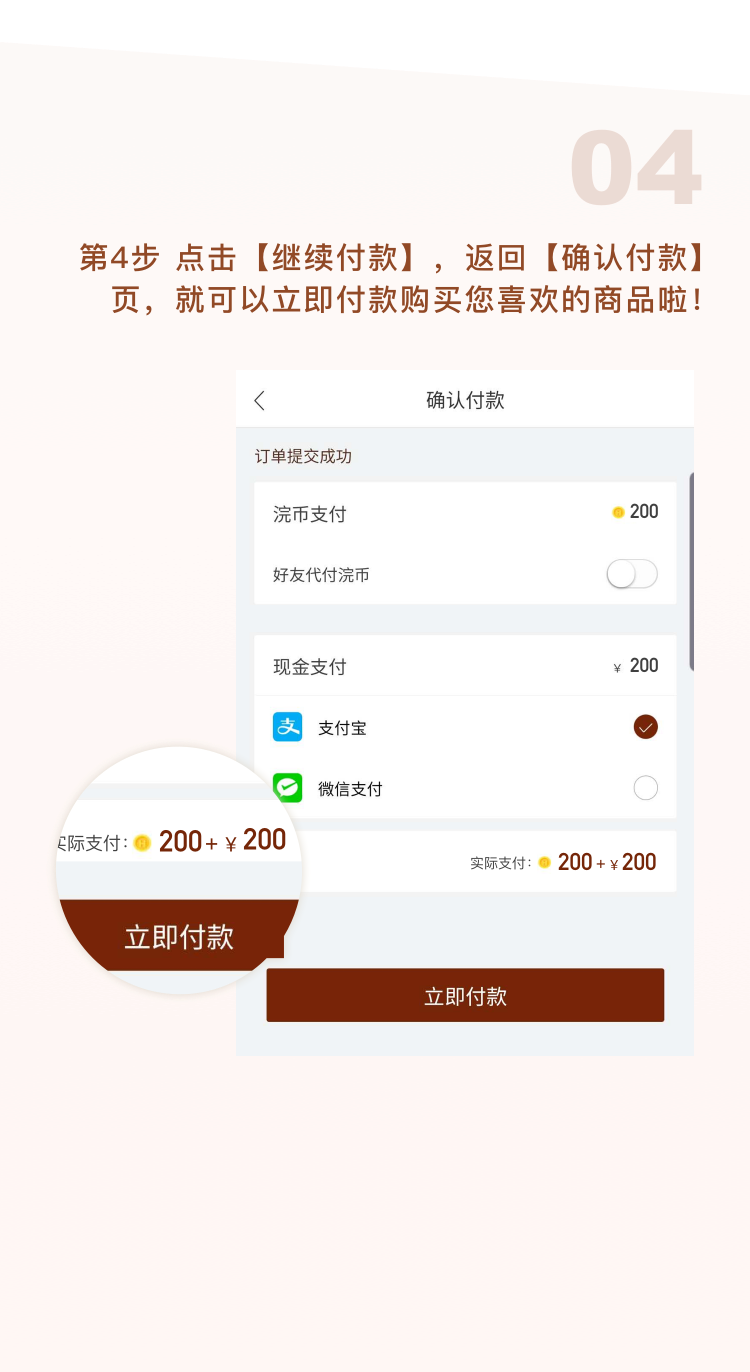 04
第4步 点击【继续付款】，返回【确认付款】
页，就可以立即付款购买您喜欢的商品啦！
确认付款
订单提交成功
浣币支付 200
好友代付浣币
现金支付 ¥ 200
支 支付宝
微信支付
实际支付: 200 + ¥ 200
实际支付: 200 + ¥ 200
立即付款
立即付款